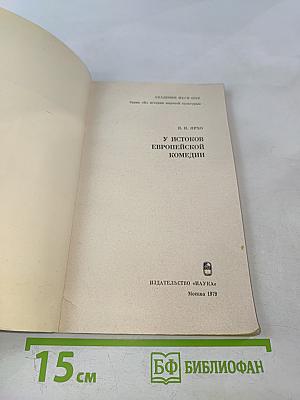 АКАДЕМИЯ НАУК СССР
Серия «Из истории мировой культуры»
В. Н. ЯРХО
У ИСТОКОВ
ЕВРОПЕЙСКОЙ
КОМЕДИИ
ИЗДАТЕЛЬСТВО «НАУКА»
Москва 1979
15 см
БФ БИБЛИОФАН